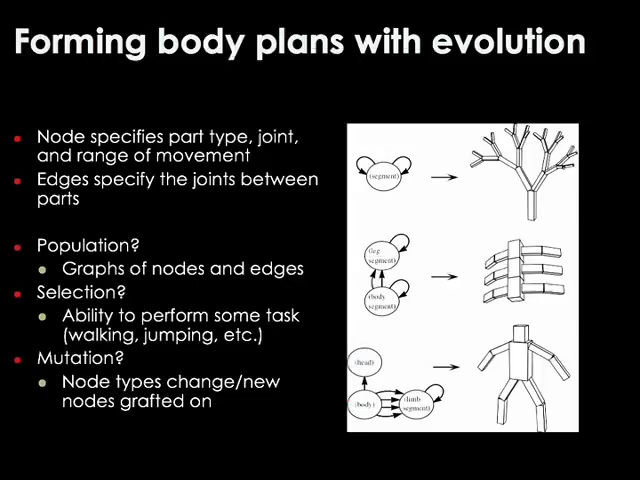 Forming body plans with evolution
Node specifies part type, joint,
and range of movement
Edges specify the joints between
parts
Population?
Graphs of nodes and edges
Selection?
Ability to perform some task
(walking, jumping, etc.)
Mutation?
Node types change/new
nodes grafted on
(segment)
(leg
segment)
(body
segment)
(head)
(body)
(limb
segment)